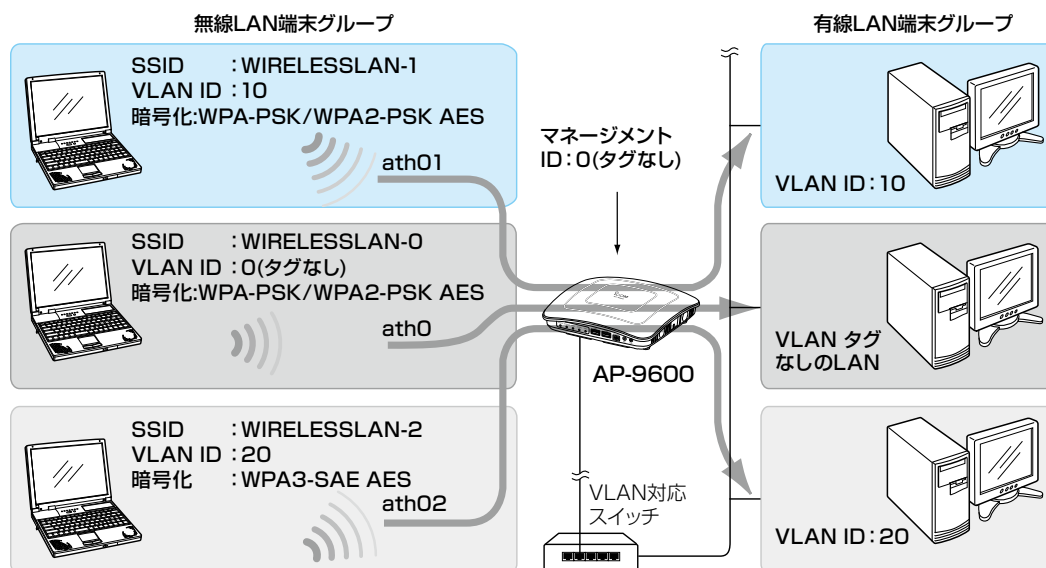 無線LAN端末グループ
有線LAN端末グループ
SSID :WIRELESSLAN-1
VLAN ID :10
暗号化:WPA-PSK/WPA2-PSK AES
ath01
マネージメント
ID:0(タグなし)
VLAN ID:10
SSID :WIRELESSLAN-0
VLAN ID :0(タグなし)
暗号化:WPA-PSK/WPA2-PSK AES
ath0
AP-9600
VLAN タグ
なしのLAN
SSID :WIRELESSLAN-2
VLAN ID :20
暗号化 :WPA3-SAE AES
ath02
VLAN対応
スイッチ
VLAN ID:20